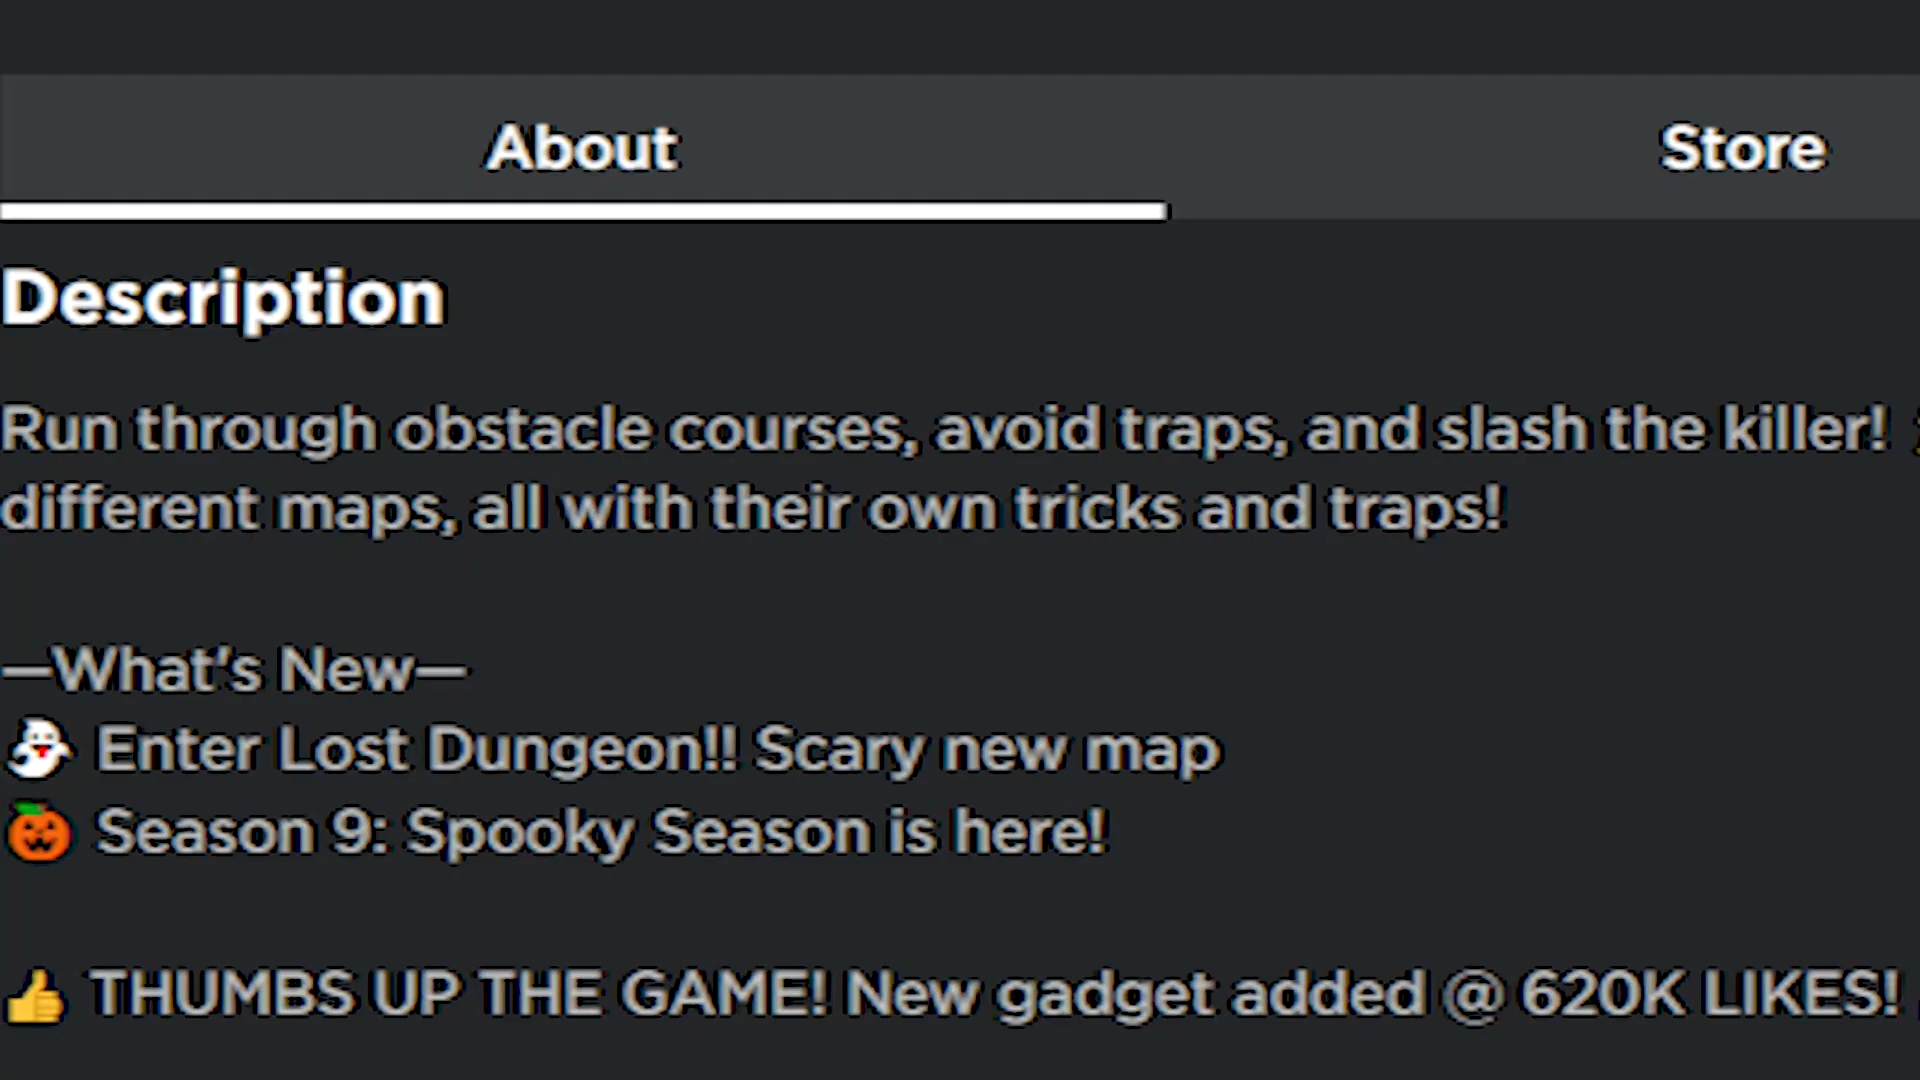 About
Store
Description
Run through obstacle courses, avoid traps, and slash the killer!
different maps, all with their own tricks and traps!
—What's New—
👻 Enter Lost Dungeon!! Scary new map
🎃 Season 9: Spooky Season is here!
👍 THUMBS UP THE GAME! New gadget added @ 620K LIKES!